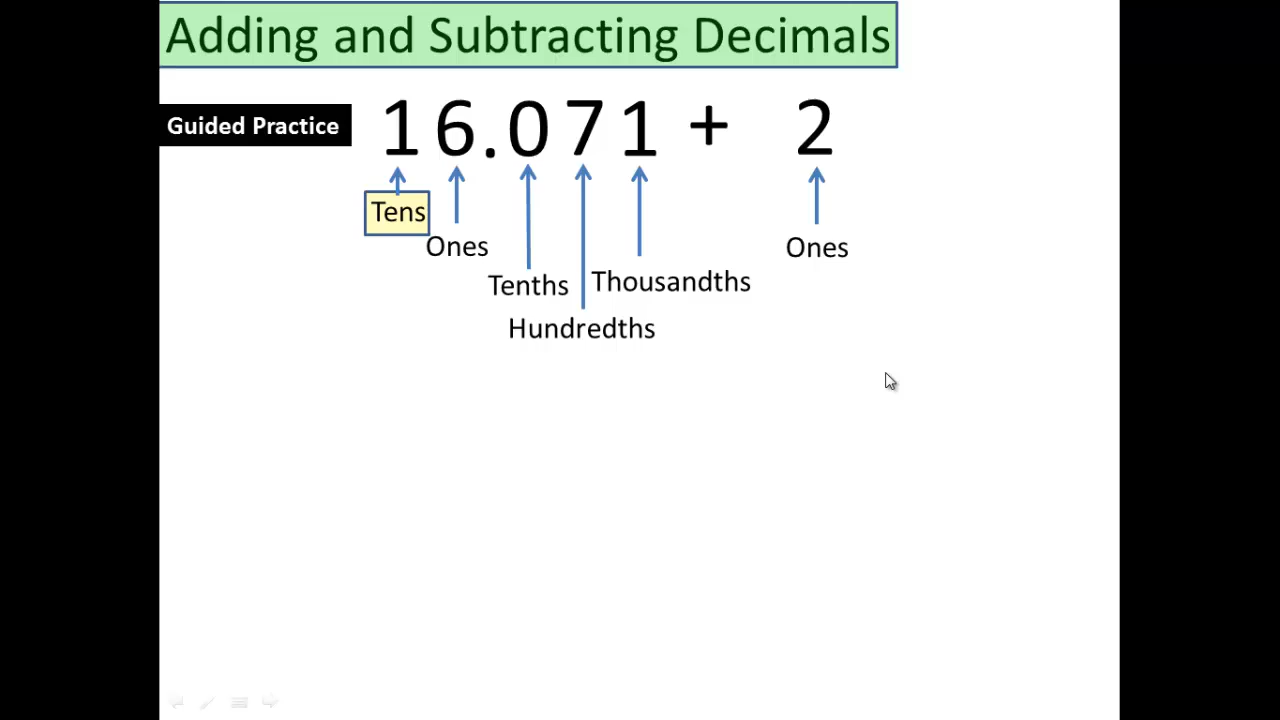 Adding and Subtracting Decimals
Guided Practice
16.071 + 2
Tens
Ones
Ones
Tenths
Thousandths
Hundredths